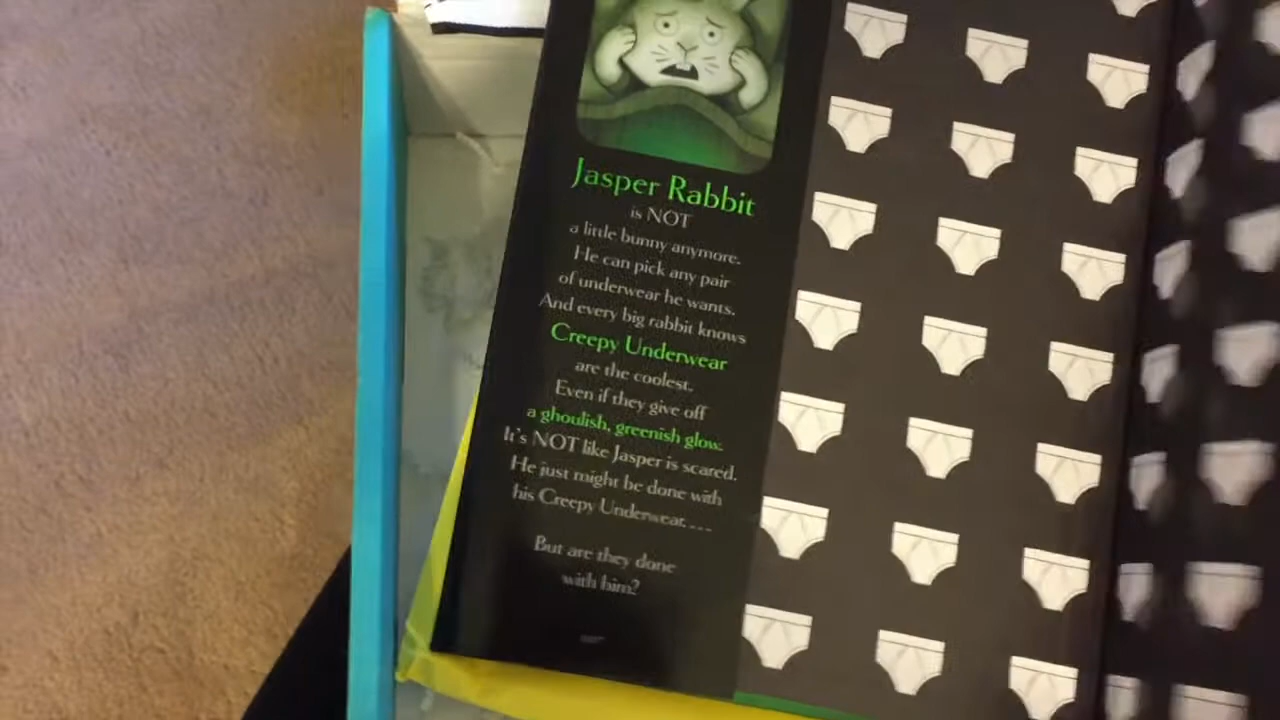 Jasper Rabbit
is NOT
a little bunny anymore.
He can pick any pair
of underwear he wants.
And every big rabbit knows
Creepy Underwear
are the coolest.
Even if they give off
a ghoulish, greenish glow.
It's NOT like Jasper is scared.
He just might be done with
his Creepy Underwear....
But are they done
with him?